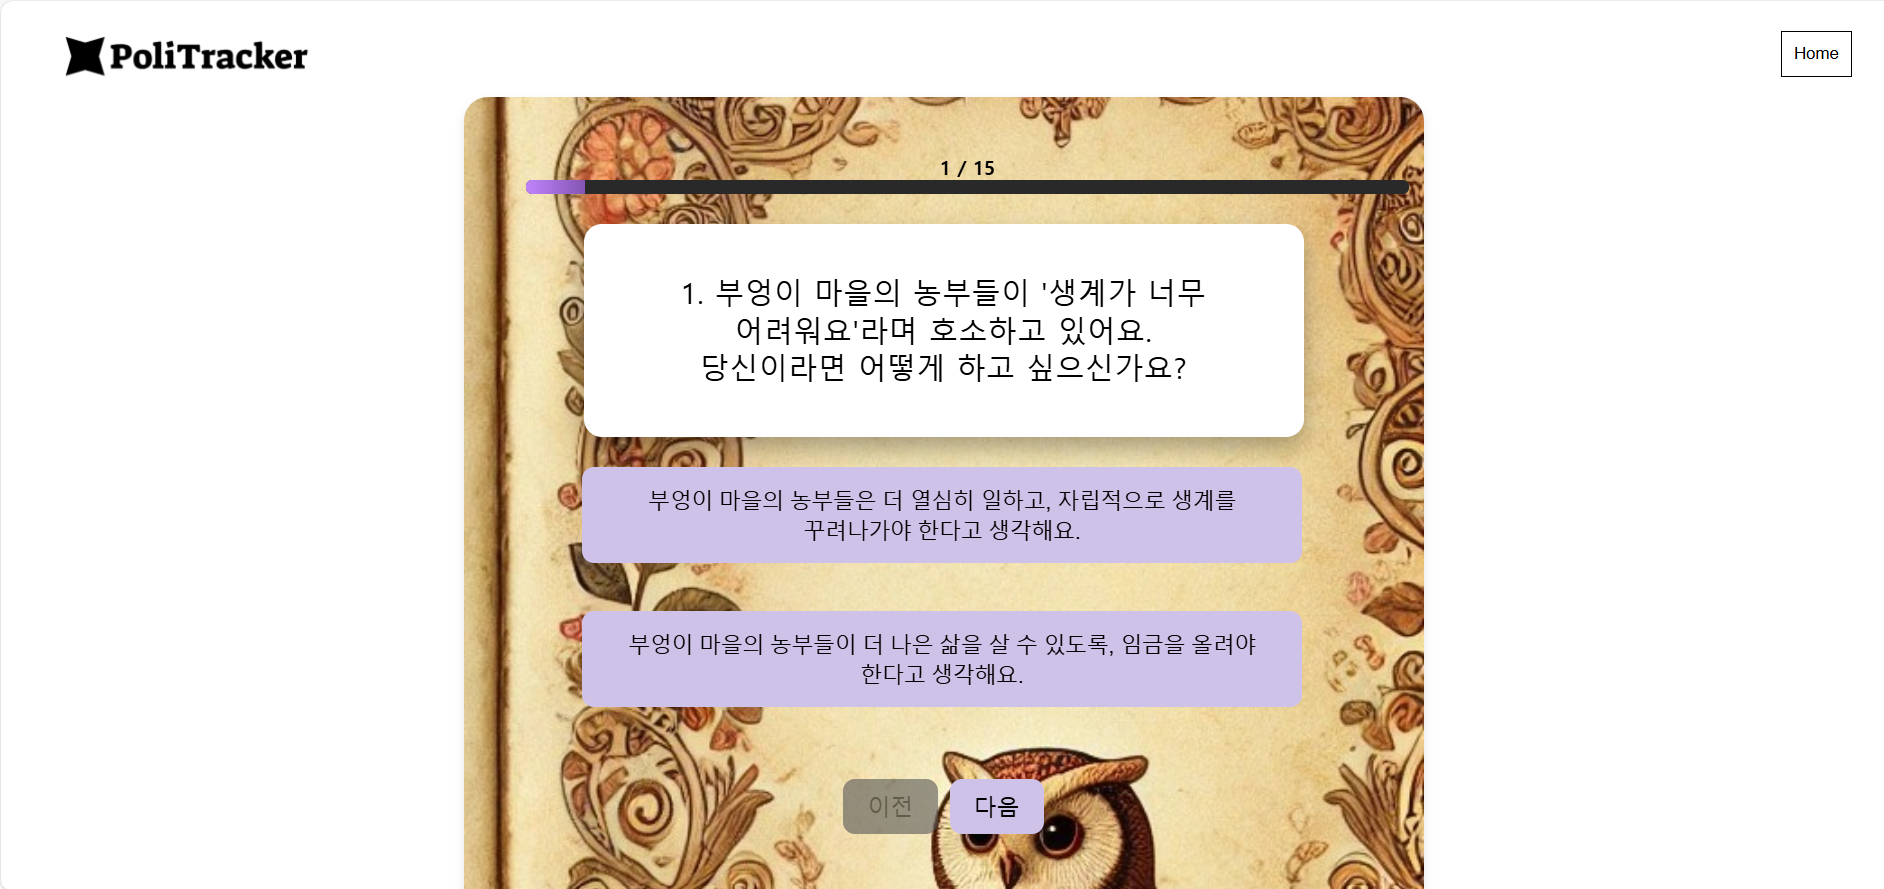 PoliTracker
Home
1 / 15
1. 부엉이 마을의 농부들이 '생계가 너무
어려워요'라며 호소하고 있어요.
당신이라면 어떻게 하고 싶으신가요?
부엉이 마을의 농부들은 더 열심히 일하고, 자립적으로 생계를
꾸려나가야 한다고 생각해요.
부엉이 마을의 농부들이 더 나은 삶을 살 수 있도록, 임금을 올려야
한다고 생각해요.
이전 다음